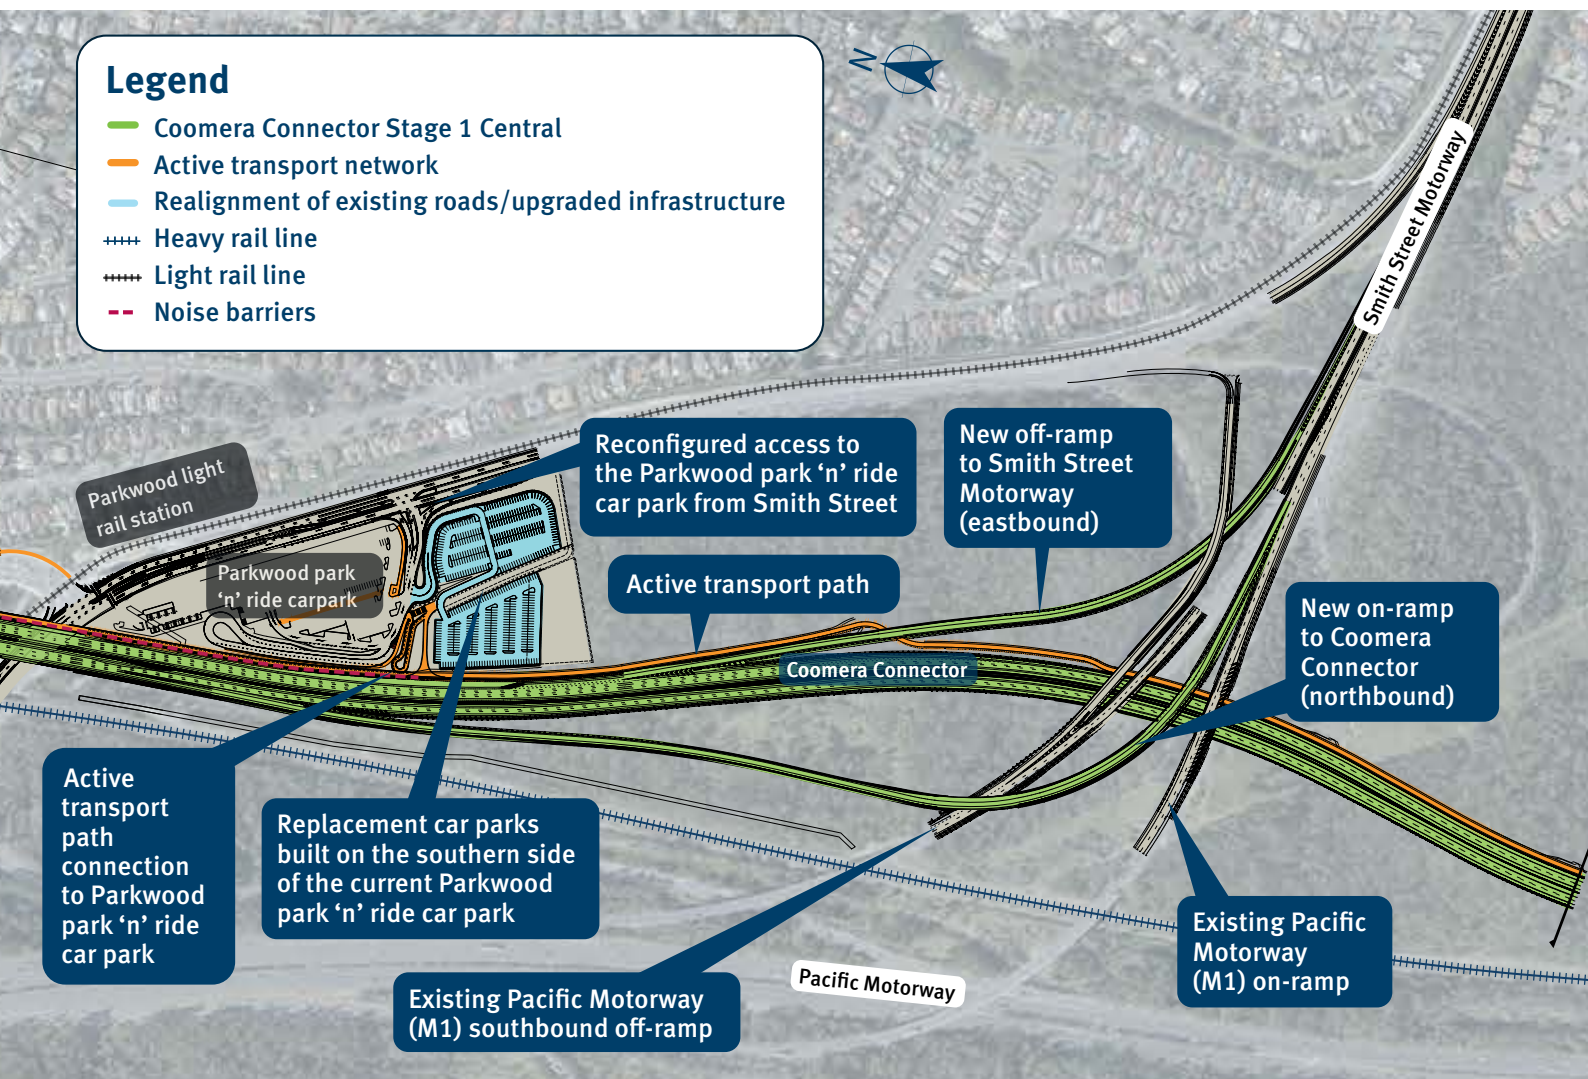 Legend
Coomera Connector Stage 1 Central
Active transport network
Realignment of existing roads/upgraded infrastructure
Heavy rail line
Light rail line
Noise barriers
N
Smith Street Motorway
Parkwood light
rail station
Parkwood park
‘n’ ride carpark
Reconfigured access to
the Parkwood park ‘n’ ride
car park from Smith Street
New off-ramp
to Smith Street
Motorway
(eastbound)
Active transport path
Coomera Connector
New on-ramp
to Coomera
Connector
(northbound)
Active
transport
path
connection
to Parkwood
park ‘n’ ride
car park
Replacement car parks
built on the southern side
of the current Parkwood
park ‘n’ ride car park
Existing Pacific Motorway
(M1) southbound off-ramp
Pacific Motorway
Existing Pacific
Motorway
(M1) on-ramp